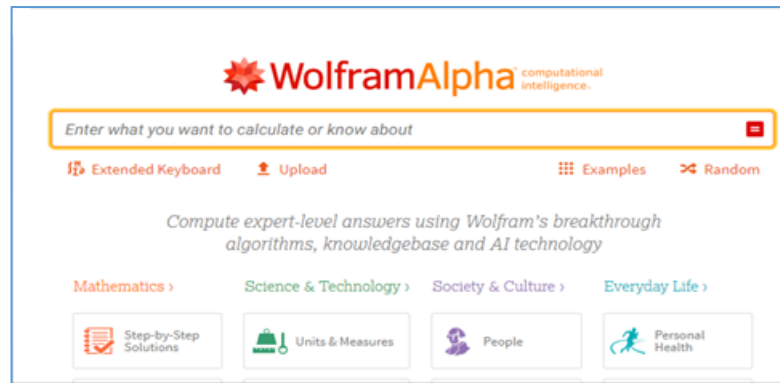 WolframAlpha computational
intelligence.
Enter what you want to calculate or know about
Extended Keyboard Upload Examples Random
Compute expert-level answers using Wolfram's breakthrough
algorithms, knowledgebase and AI technology
Mathematics › Science & Technology › Society & Culture › Everyday Life ›
Step-by-Step
Solutions
Units & Measures
People
Personal
Health